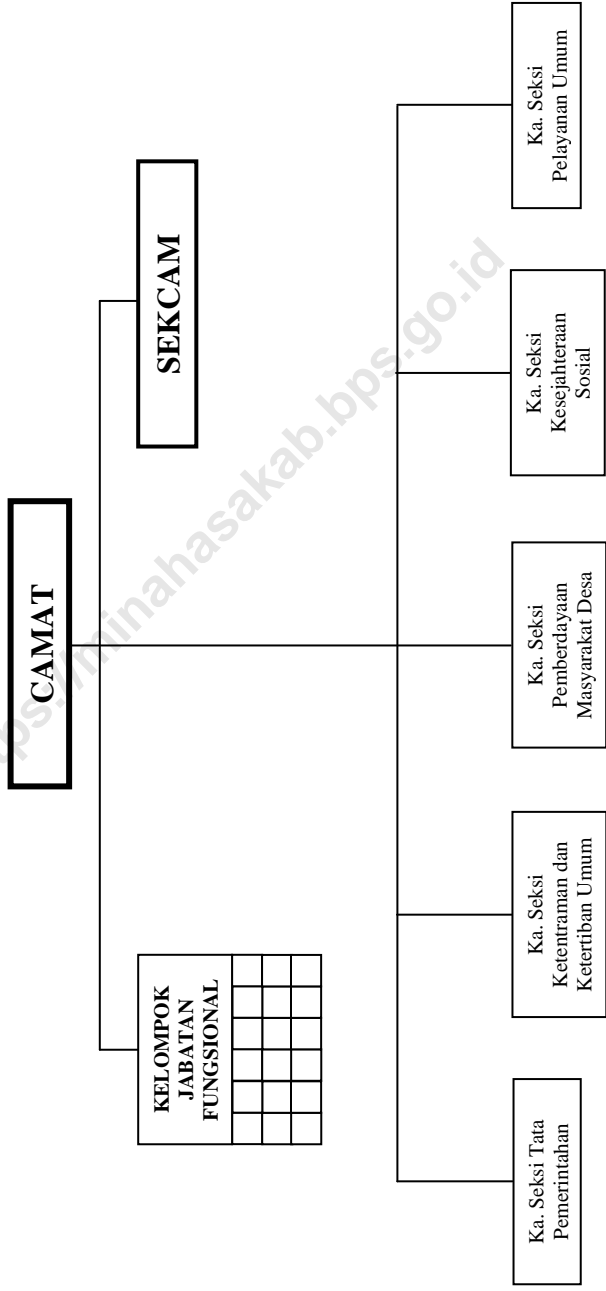 CAMAT
KELOMPOK
JABATAN
FUNGSIONAL
SEKCAM
Ka. Seksi Tata
Pemerintahan
Ka. Seksi
Ketentraman dan
Ketertiban Umum
Ka. Seksi
Pemberdayaan
Masyarakat Desa
Ka. Seksi
Kesejahteraan
Sosial
Ka. Seksi
Pelayanan Umum
ps://minahasakab.bps.go.id